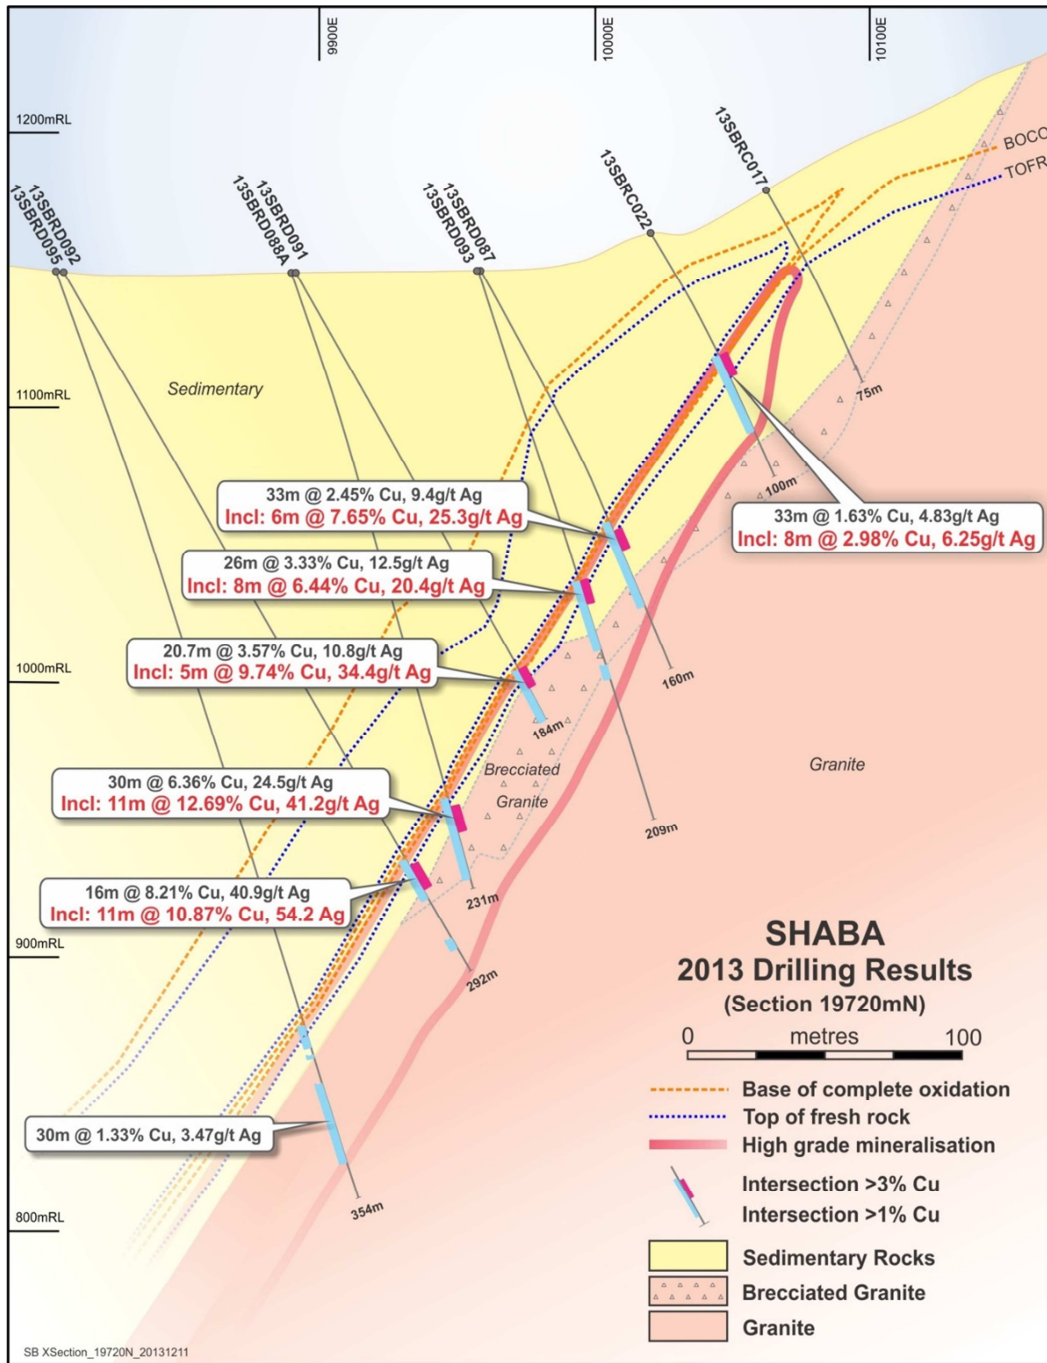 9900E
10000E
10100E
1200mRL
13SBRD092
13SBRD095
13SBRD091
13SBRD088A
13SBRD087
13SBRD093
13SBRC022
13SBRC017
BOCO
TOFR
Sedimentary
1100mRL
75m
100m
33m @ 2.45% Cu, 9.4g/t Ag
Incl: 6m @ 7.65% Cu, 25.3g/t Ag
33m @ 1.63% Cu, 4.83g/t Ag
Incl: 8m @ 2.98% Cu, 6.25g/t Ag
26m @ 3.33% Cu, 12.5g/t Ag
Incl: 8m @ 6.44% Cu, 20.4g/t Ag
20.7m @ 3.57% Cu, 10.8g/t Ag
Incl: 5m @ 9.74% Cu, 34.4g/t Ag
1000mRL
160m
184m
Brecciated
Granite
Granite
30m @ 6.36% Cu, 24.5g/t Ag
Incl: 11m @ 12.69% Cu, 41.2g/t Ag
209m
16m @ 8.21% Cu, 40.9g/t Ag
Incl: 11m @ 10.87% Cu, 54.2 Ag
231m
900mRL
292m
30m @ 1.33% Cu, 3.47g/t Ag
354m
800mRL
SHABA
2013 Drilling Results
(Section 19720mN)
0 metres 100
Base of complete oxidation
Top of fresh rock
High grade mineralisation
Intersection >3% Cu
Intersection >1% Cu
Sedimentary Rocks
Brecciated Granite
Granite
SB XSection_19720N_20131211